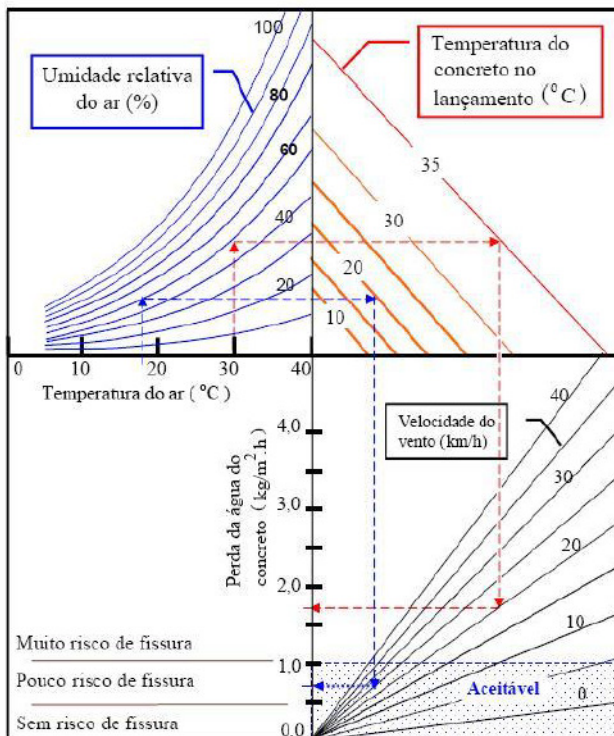 100
Umidade relativa
do ar (%)
80
60
40
20
Temperatura do
concreto no
lançamento (⁰C)
35
30
20
10
0 10 20 30 40
Temperatura do ar (⁰C)
Perda da água do
concreto (kg/m².h)
4,0
3,0
2,0
1,0
0,0
Velocidade do
vento (km/h)
40
30
20
10
0
Muito risco de fissura
Pouco risco de fissura
Sem risco de fissura
Aceitável